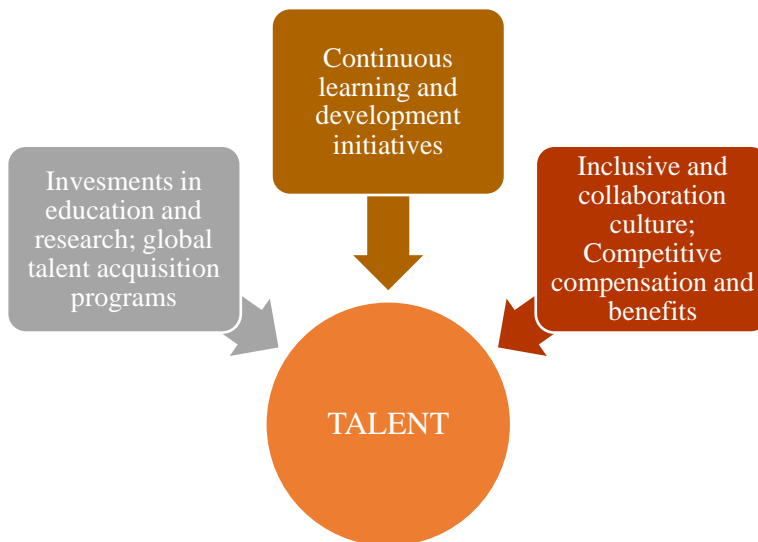 Continuous
learning and
development
initiatives
Invesments in
education and
research; global
talent acquisition
programs
Inclusive and
collaboration
culture;
Competitive
compensation and
benefits
TALENT